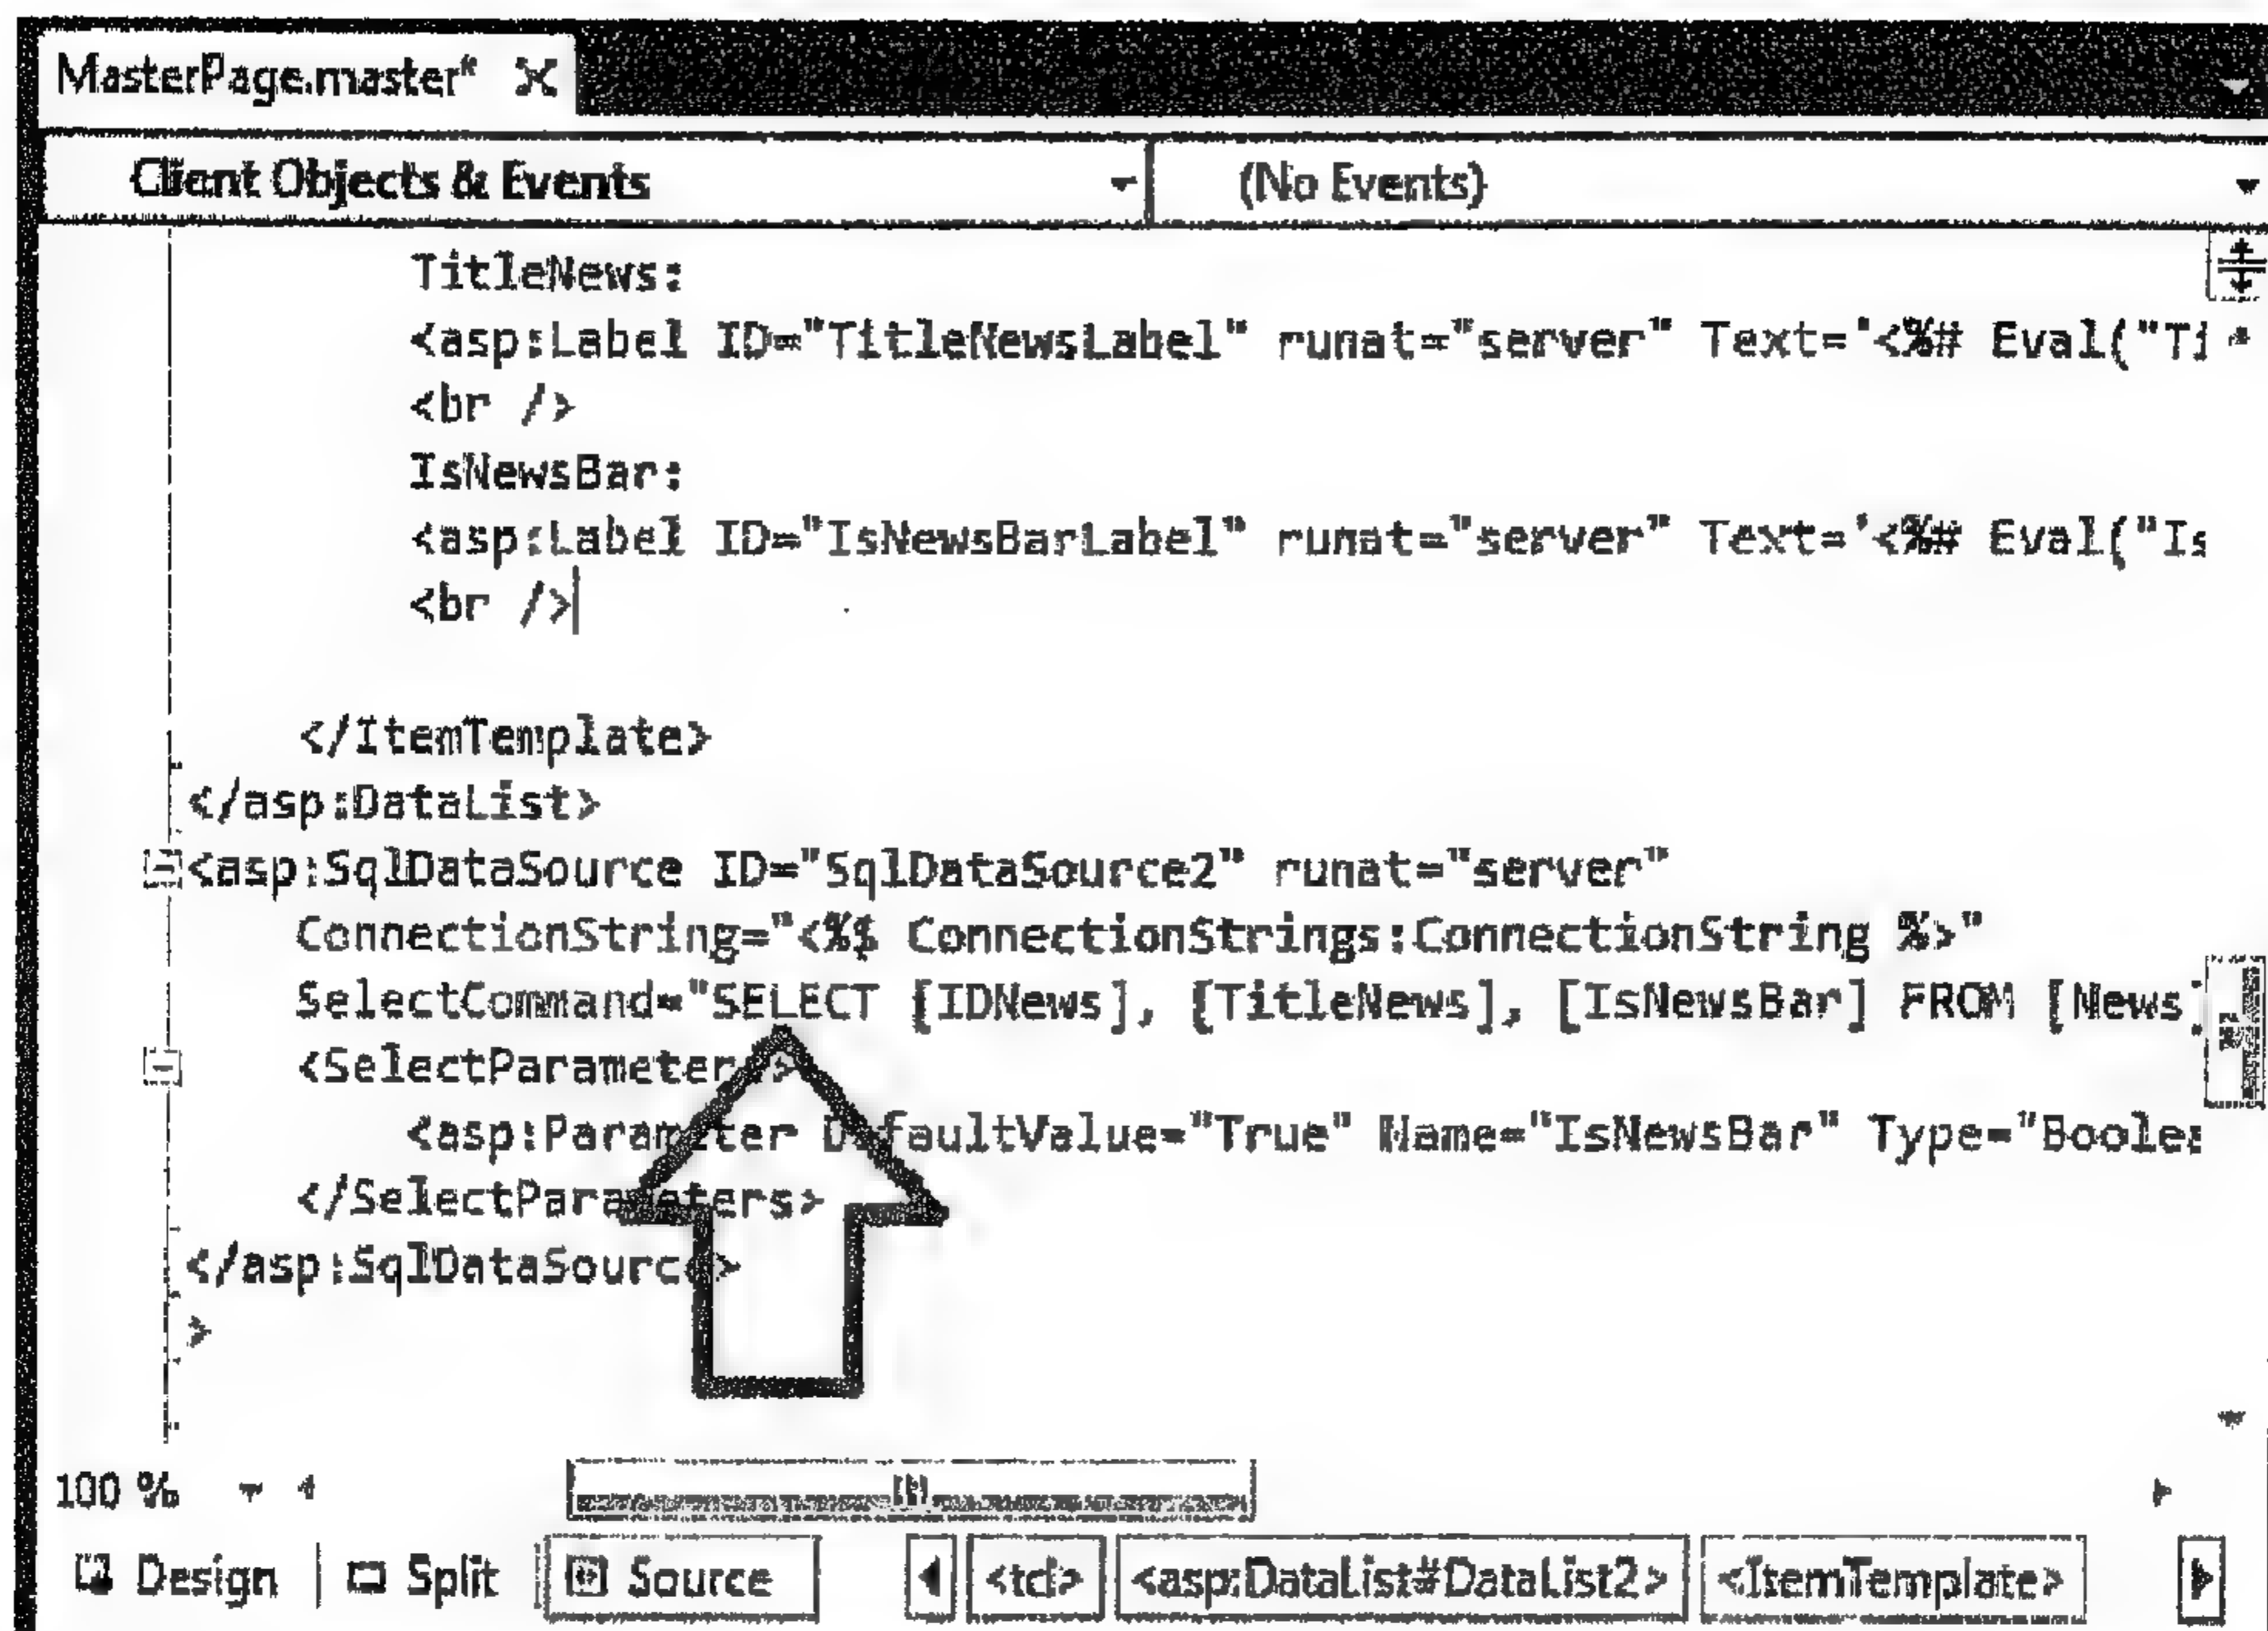 MasterPage.master*
Client Objects & Events (No Events)
TitleNews:
<asp:Label ID="TitleNewsLabel" runat="server" Text='<%# Eval("Ti
<br />
IsNewsBar:
<asp:Label ID="IsNewsBarLabel" runat="server" Text='<%# Eval("Is
<br />
</ItemTemplate>
</asp:DataList>
<asp:SqlDataSource ID="SqlDataSource2" runat="server"
ConnectionString="<%$ ConnectionStrings:ConnectionString %>"
SelectCommand="SELECT [IDNews], [TitleNews], [IsNewsBar] FROM [News]
<SelectParameters>
<asp:Parameter DefaultValue="True" Name="IsNewsBar" Type="Boolea
</SelectParameters>
</asp:SqlDataSource>
>
100 %
Design Split Source <td> <asp:DataList#DataList2> <ItemTemplate>